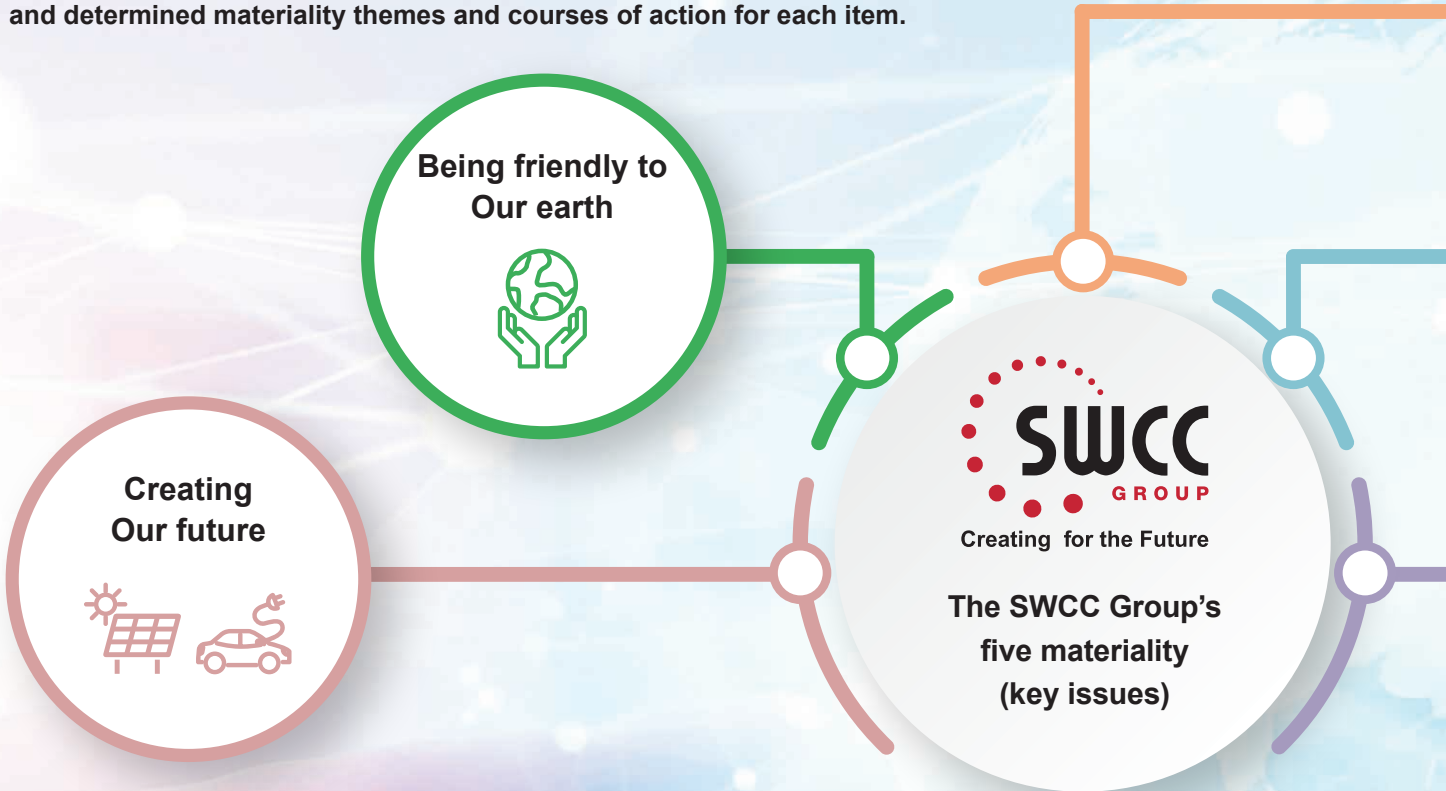 and determined materiality themes and courses of action for each item.
Being friendly to
Our earth
Creating
Our future
SWCC
GROUP
Creating for the Future
The SWCC Group's
five materiality
(key issues)